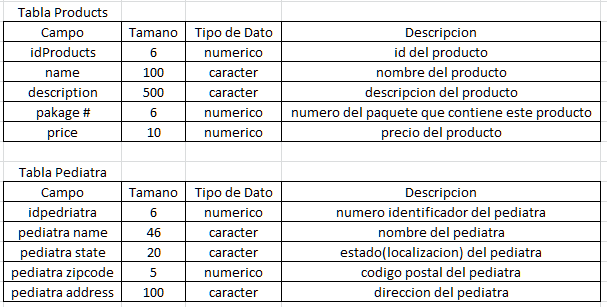 Tabla Products
Campo Tamano Tipo de Dato Descripcion
idProducts 6 numerico id del producto
name 100 caracter nombre del producto
description 500 caracter descripcion del producto
pakage # 6 numerico numero del paquete que contiene este producto
price 10 numerico precio del producto
Tabla Pediatra
Campo Tamano Tipo de Dato Descripcion
idpedriatra 6 numerico numero identificador del pediatra
pediatra name 46 caracter nombre del pediatra
pediatra state 20 caracter estado(localizacion) del pediatra
pediatra zipcode 5 numerico codigo postal del pediatra
pediatra address 100 caracter direccion del pediatra